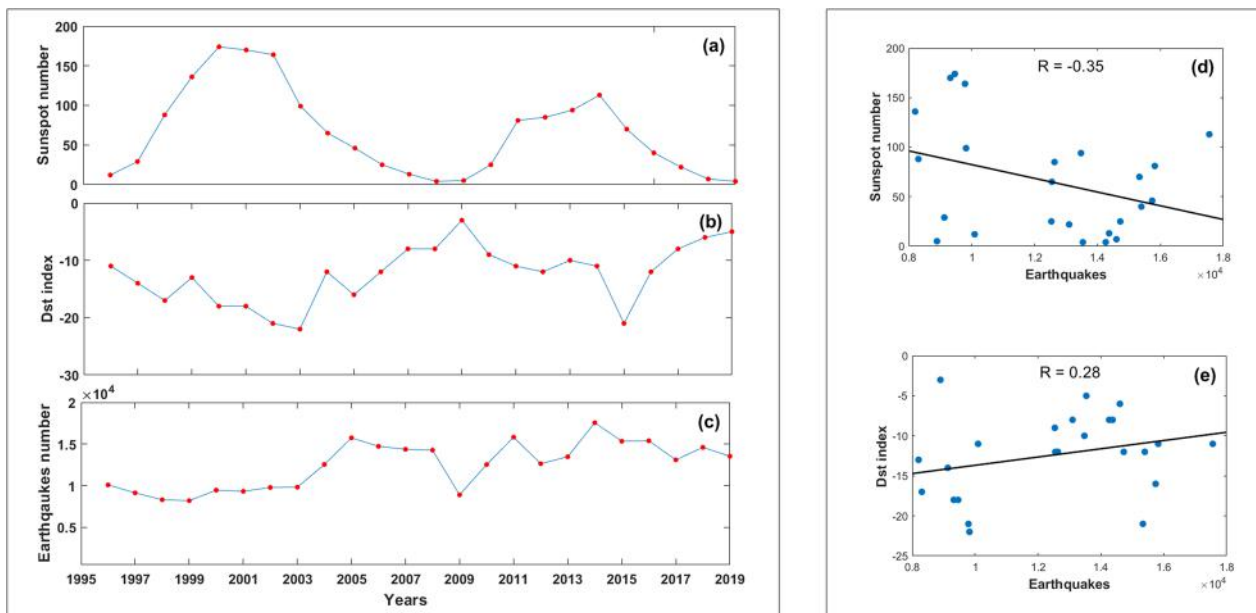 (a)
Sunspot number
200
150
100
50
0
(b)
Dst index
0
-10
-20
-30
(c)
Earthqaukes number
×10⁴
2
1.5
1
0.5
1995 1997 1999 2001 2003 2005 2007 2009 2011 2013 2015 2017 2019
Years
(d)
R = -0.35
Sunspot number
200
150
100
50
0
0.8 1 1.2 1.4 1.6 1.8
Earthquakes
×10⁴
(e)
R = 0.28
Dst index
0
-5
-10
-15
-20
-25
0.8 1 1.2 1.4 1.6 1.8
Earthquakes
×10⁴